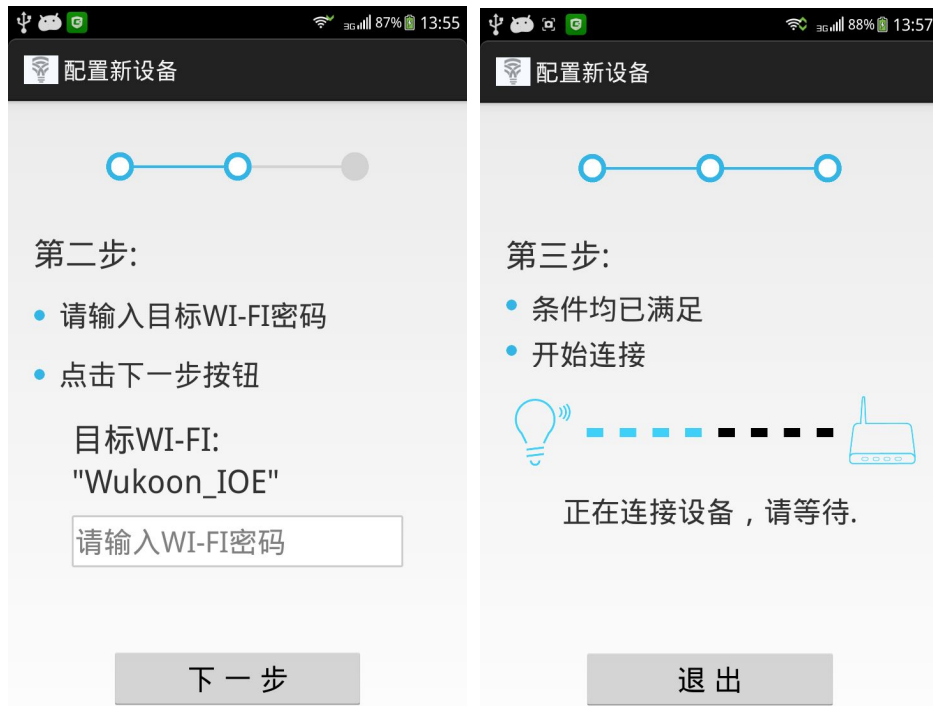 3G 87% 13:55
配置新设备
第二步:
请输入目标WI-FI密码
点击下一步按钮
目标WI-FI:
"Wukoon_IOE"
请输入WI-FI密码
下一步
3G 88% 13:57
配置新设备
第三步:
条件均已满足
开始连接
正在连接设备，请等待.
退出